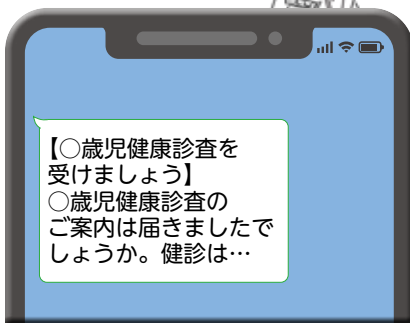 【○歳児健康診査を
受けましょう】
○歳児健康診査の
ご案内は届きましたで
しょうか。健診は…